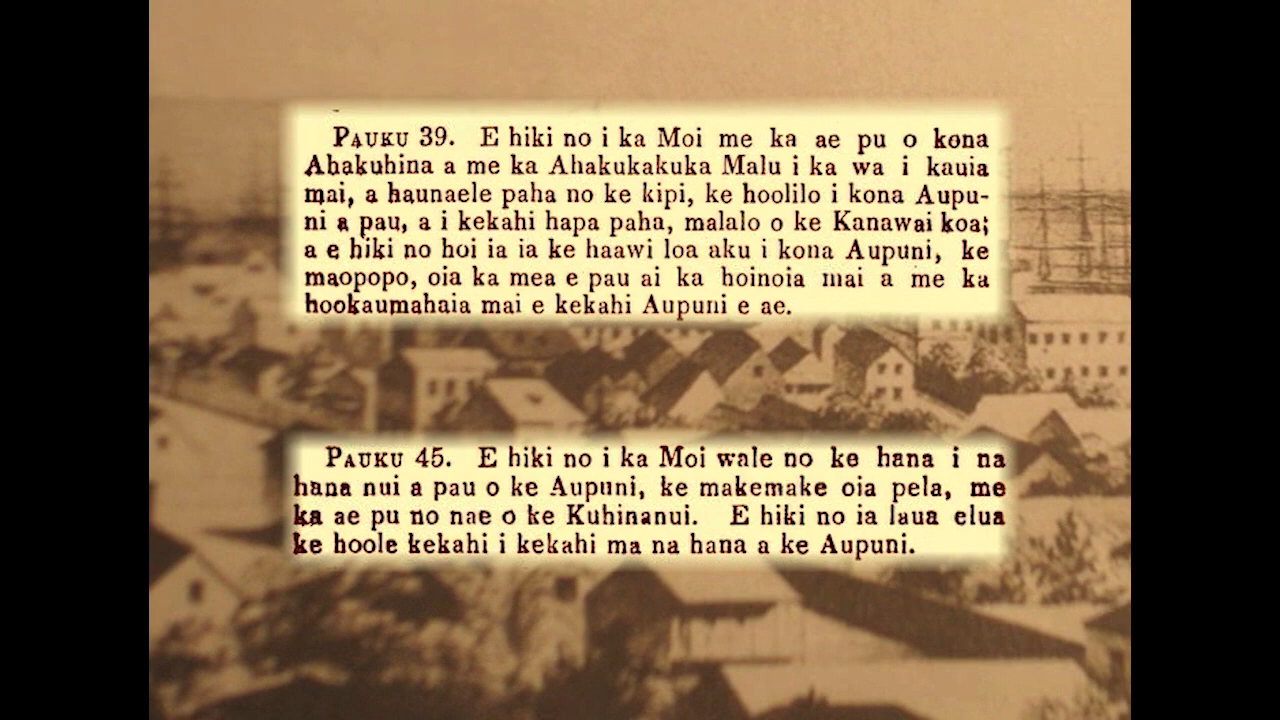 PAUKU 39. E hiki no i ka Moi me ka ae pu o kona
Ahakuhina a me ka Ahakukakuka Malu i ka wa i kauia
mai, a haunaele paha no ke kipi, ke hoolilo i kona Aupu-
ni a pau, a i kekahi hapa paha, malalo o ke Kanawai koa;
a e hiki no hoi ia ia ke haawi loa aku i kona Aupuni, ke
maopopo, oia ka mea e pau ai ka hoinoia mai a me ka
hookaumahaia mai e kekahi Aupuni e ae.
PAUKU 45. E hiki no i ka Moi wale no ke hana i na
hana nui a pau o ke Aupuni, ke makemake oia pela, me
ka ae pu no nae o ke Kuhinanui. E hiki no ia laua elua
ke hoole kekahi i kekahi ma na hana a ke Aupuni.